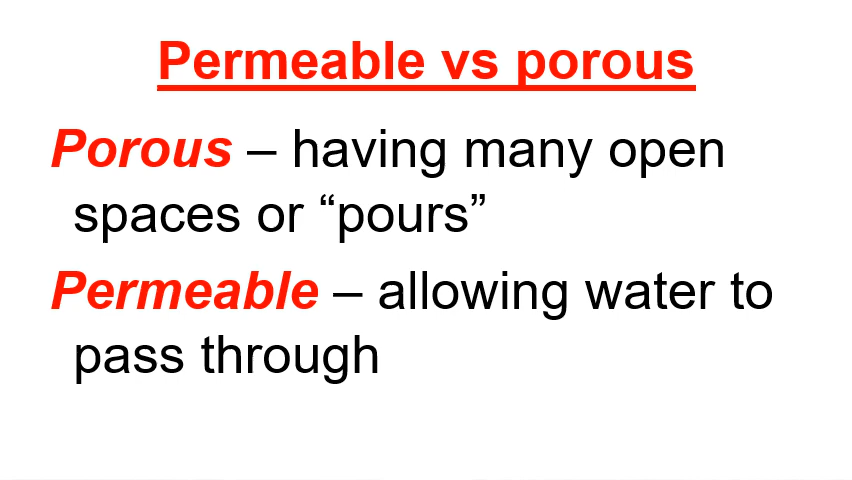 Permeable vs porous
Porous – having many open
spaces or “pours”
Permeable – allowing water to
pass through